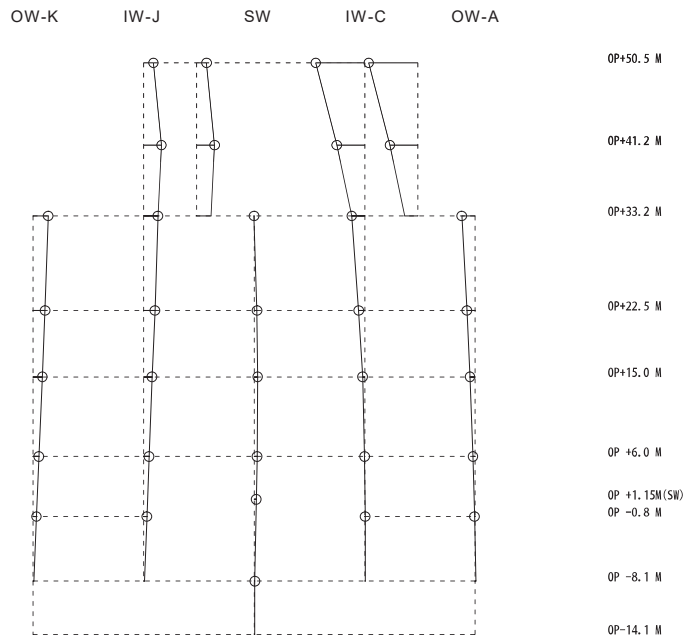 OW-K IW-J SW IW-C OW-A
OP+50.5 M
OP+41.2 M
OP+33.2 M
OP+22.5 M
OP+15.0 M
OP +6.0 M
OP +1.15M(SW)
OP -0.8 M
OP -8.1 M
OP-14.1 M